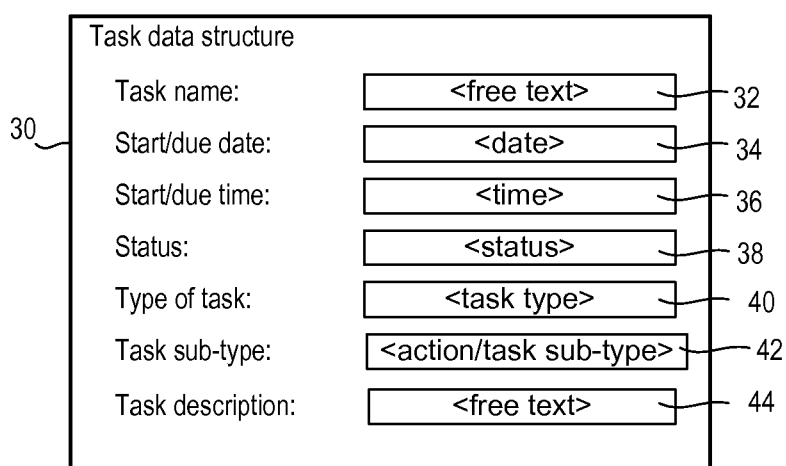 Task data structure
Task name: <free text> 32
30
Start/due date: <date> 34
Start/due time: <time> 36
Status: <status> 38
Type of task: <task type> 40
Task sub-type: <action/task sub-type> 42
Task description: <free text> 44